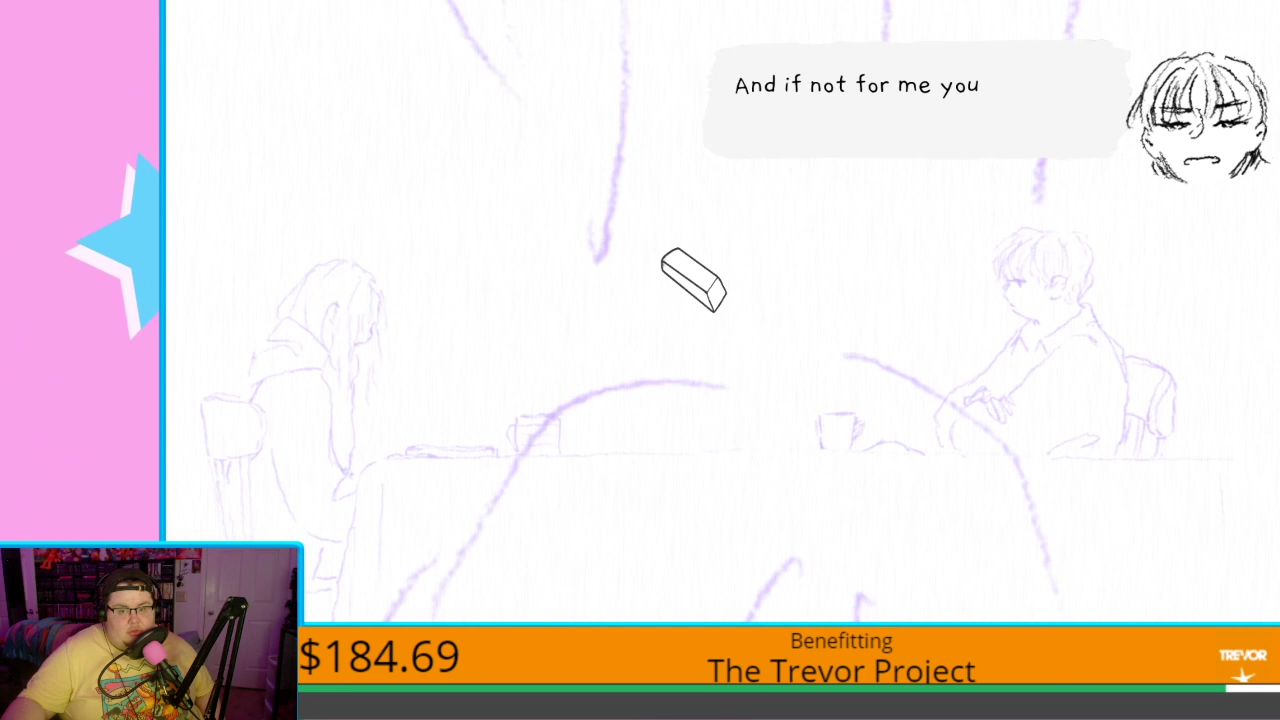 And if not for me you
$184.69
Benefitting
The Trevor Project
TREVOR